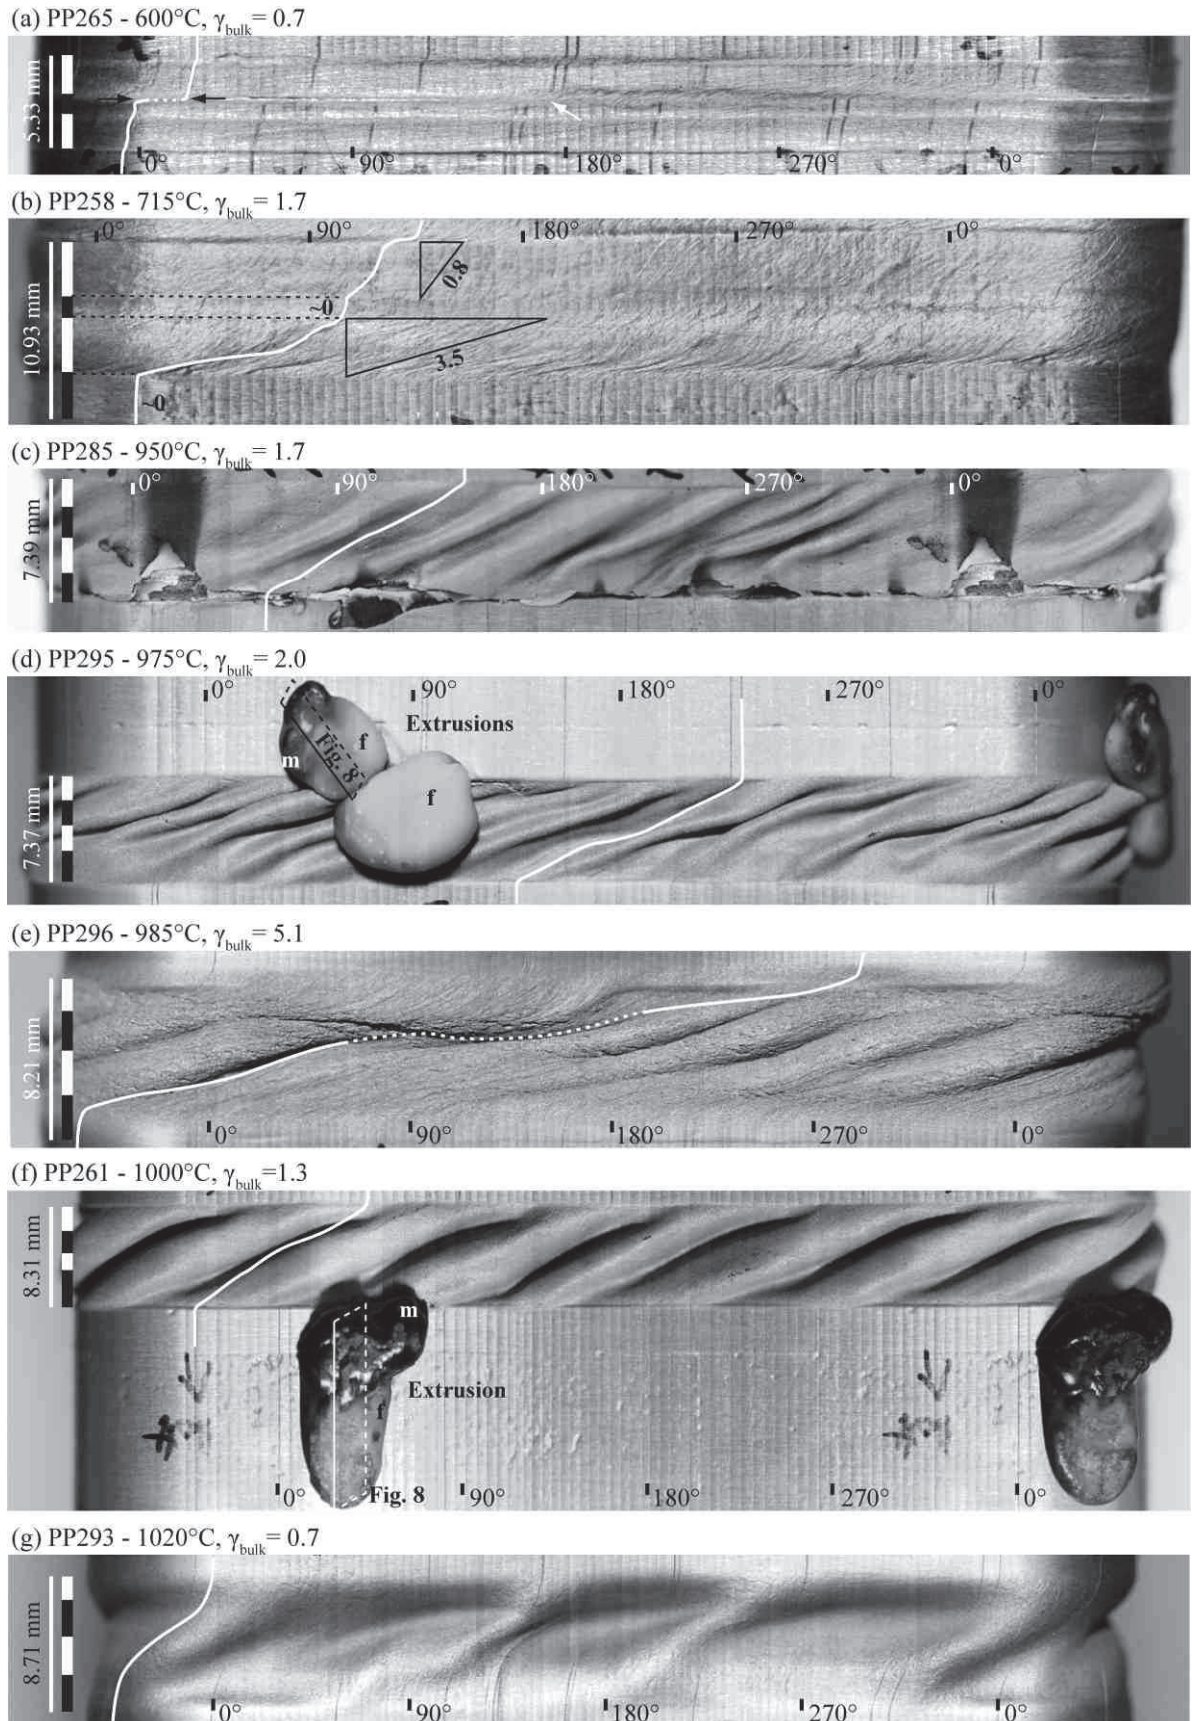 (a) PP265 - 600°C, γbulk= 0.7
5.33 mm
0° 90° 180° 270° 0°
(b) PP258 - 715°C, γbulk= 1.7
0° 90° 180° 270° 0°
10.93 mm
0.8
~0
3.5
~0
(c) PP285 - 950°C, γbulk= 1.7
0° 90° 180° 270° 0°
7.39 mm
(d) PP295 - 975°C, γbulk= 2.0
0° 90° 180° 270° 0°
Extrusions
f
m
Fig. 8
f
7.37 mm
(e) PP296 - 985°C, γbulk= 5.1
8.21 mm
0° 90° 180° 270° 0°
(f) PP261 - 1000°C, γbulk=1.3
8.31 mm
m
Extrusion
f
Fig. 8
0° 90° 180° 270° 0°
(g) PP293 - 1020°C, γbulk= 0.7
8.71 mm
0° 90° 180° 270° 0°